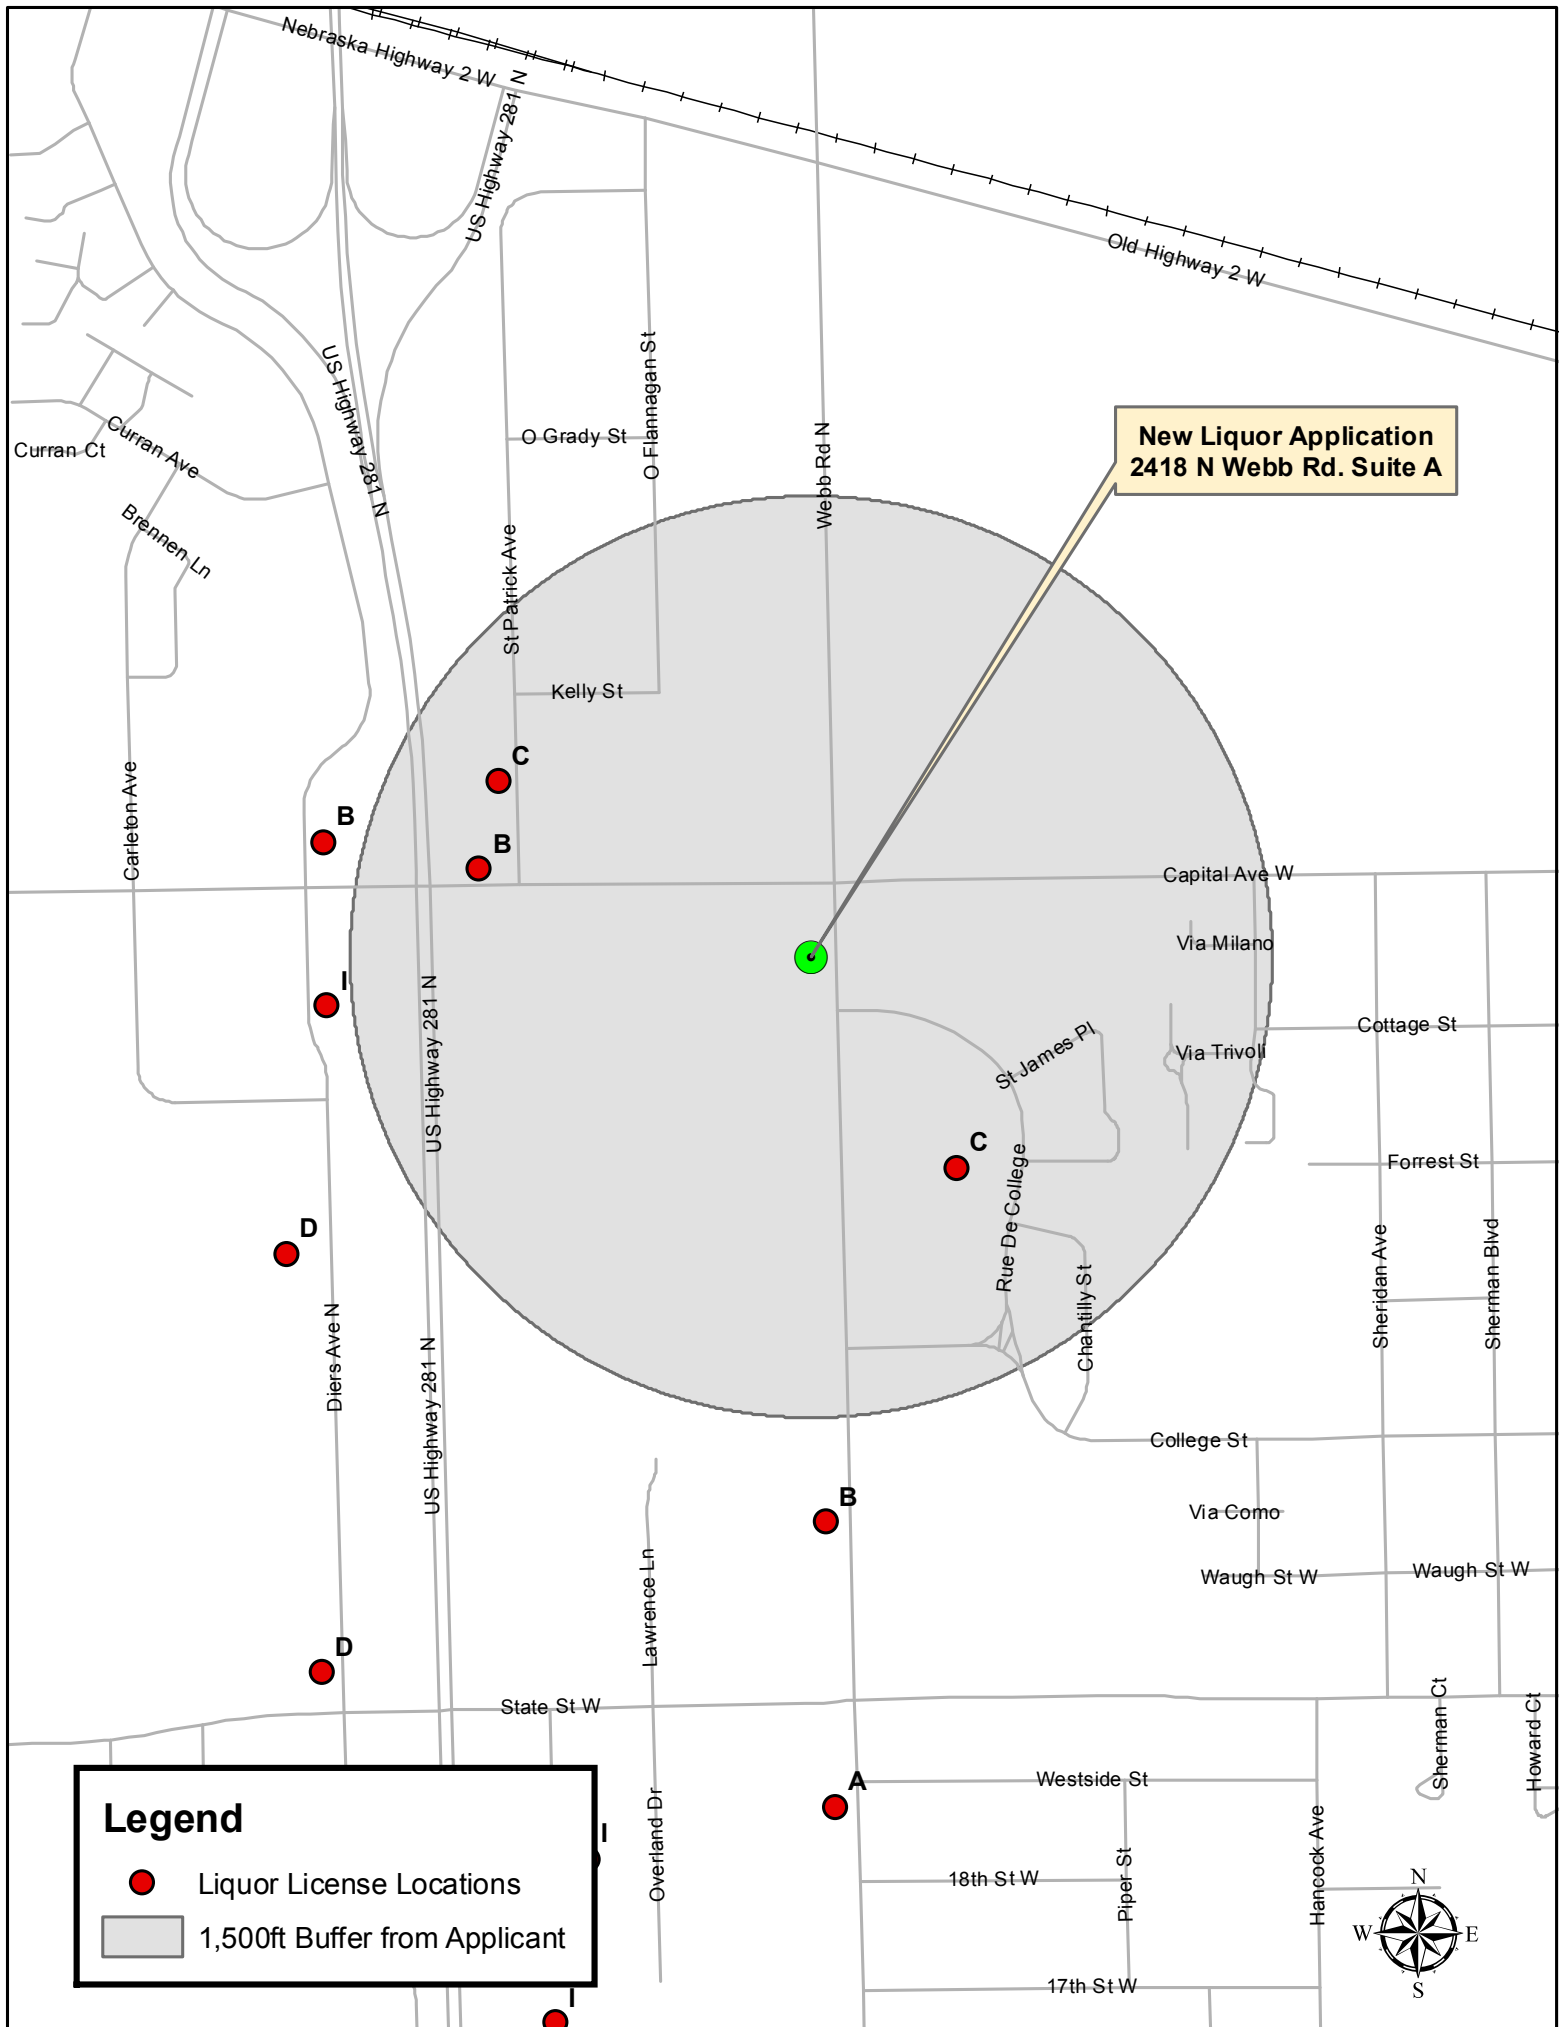 Nebraska Highway 2 W
US Highway 281 N
Old Highway 2 W
US Highway 281 N
O Flannagan St
O Grady St
Webb Rd N
New Liquor Application
2418 N Webb Rd. Suite A
Curran Ct
Curran Ave
Brennen Ln
St Patrick Ave
Kelly St
C
B
B
Carleton Ave
Capital Ave W
Via Milano
I
US Highway 281 N
Cottage St
St James Pl
Via Trivoli
C
Rue De College
Forrest St
D
Chantilly St
Sheridan Ave
Sherman Blvd
Diers Ave N
US Highway 281 N
College St
B
Via Como
Lawrence Ln
Waugh St W
Waugh St W
D
State St W
Sherman Ct
Howard Ct
A
Westside St
Overland Dr
Hancock Ave
Piper St
18th St W
17th St W
Legend
Liquor License Locations
1,500ft Buffer from Applicant
I
I
N
W
E
S